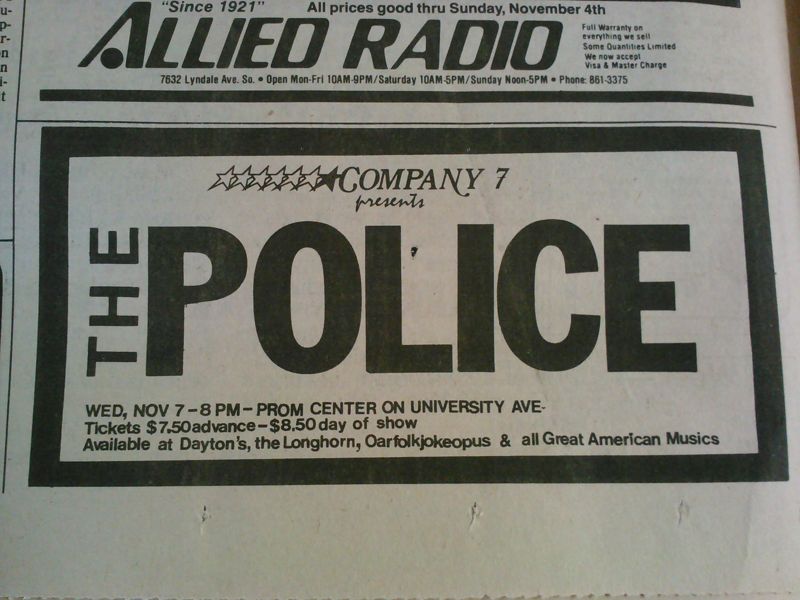 "Since 1921" All prices good thru Sunday, November 4th
ALLIED RADIO
Full Warranty on
everything we sell
Some Quantities Limited
We now accept
Visa & Master Charge
7632 Lyndale Ave. So. • Open Mon-Fri 10AM-9PM/Saturday 10AM-5PM/Sunday Noon-5PM • Phone: 861-3375
COMPANY 7
presents
THE POLICE
WED, NOV 7-8 PM-PROM CENTER ON UNIVERSITY AVE-
Tickets $7.50 advance-$8.50 day of show
Available at Dayton's, the Longhorn, Oarfolkjokeopus & all Great American Musics